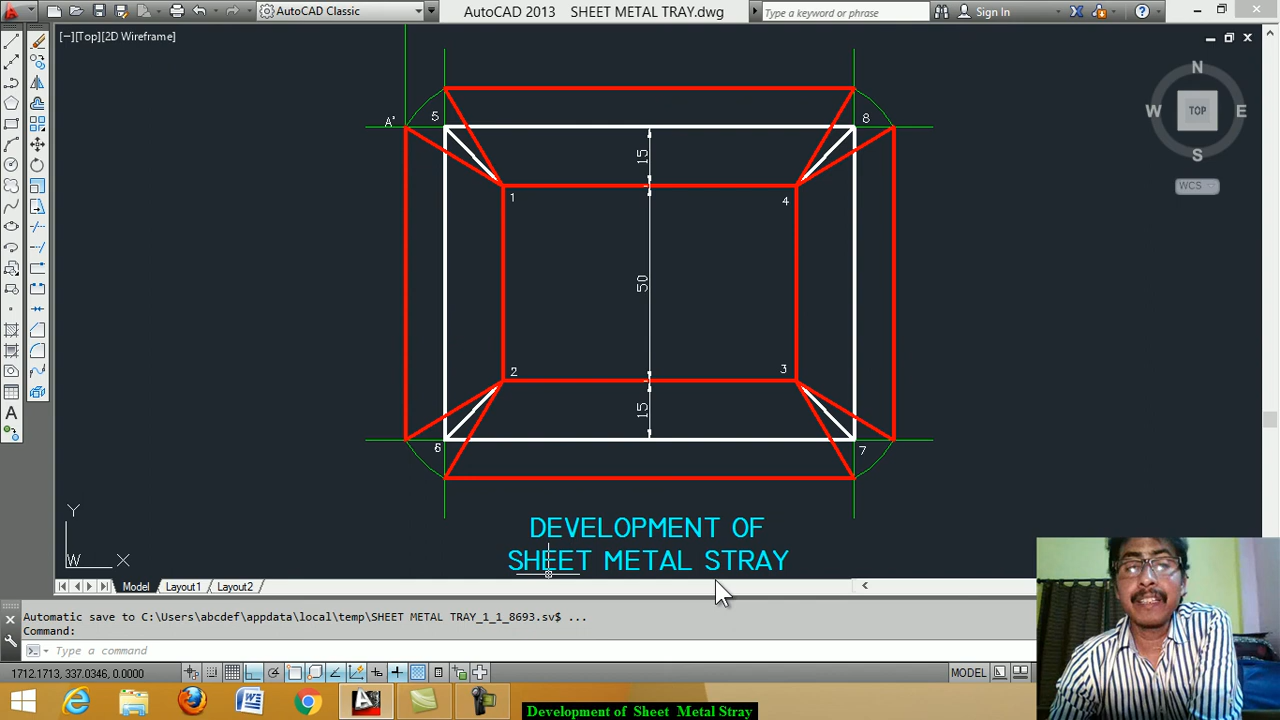 AutoCAD Classic
AutoCAD 2013 SHEET METAL TRAY.dwg
Type a keyword or phrase
Sign In
[−][Top][2D Wireframe]
N
W TOP E
S
WCS
A'
5
8
15
1
4
50
2
3
15
6
7
DEVELOPMENT OF
SHEET METAL STRAY
Y
W X
Model Layout1 Layout2
Automatic save to C:\Users\abcdef\appdata\local\temp\SHEET METAL TRAY_1_1_8693.sv$ ...
Command:
Type a command
1712.1713, 337.0346, 0.0000
MODEL
Development of Sheet Metal Stray